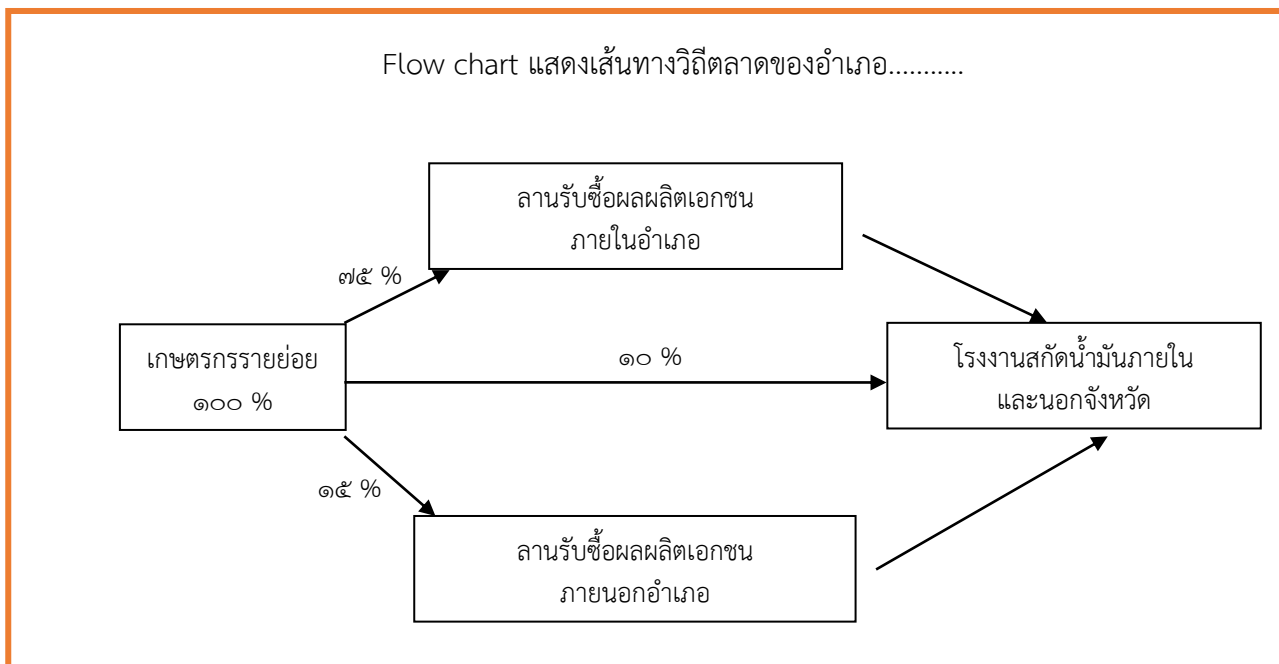 Flow chart แสดงเส้นทางวิถีตลาดของอำเภอ...........
ลานรับซื้อผลผลิตเอกชน
ภายในอำเภอ
๗๕ %
เกษตรกรรายย่อย
๑๐๐ %
๑๐ %
โรงงานสกัดน้ำมันภายใน
และนอกจังหวัด
๑๕ %
ลานรับซื้อผลผลิตเอกชน
ภายนอกอำเภอ